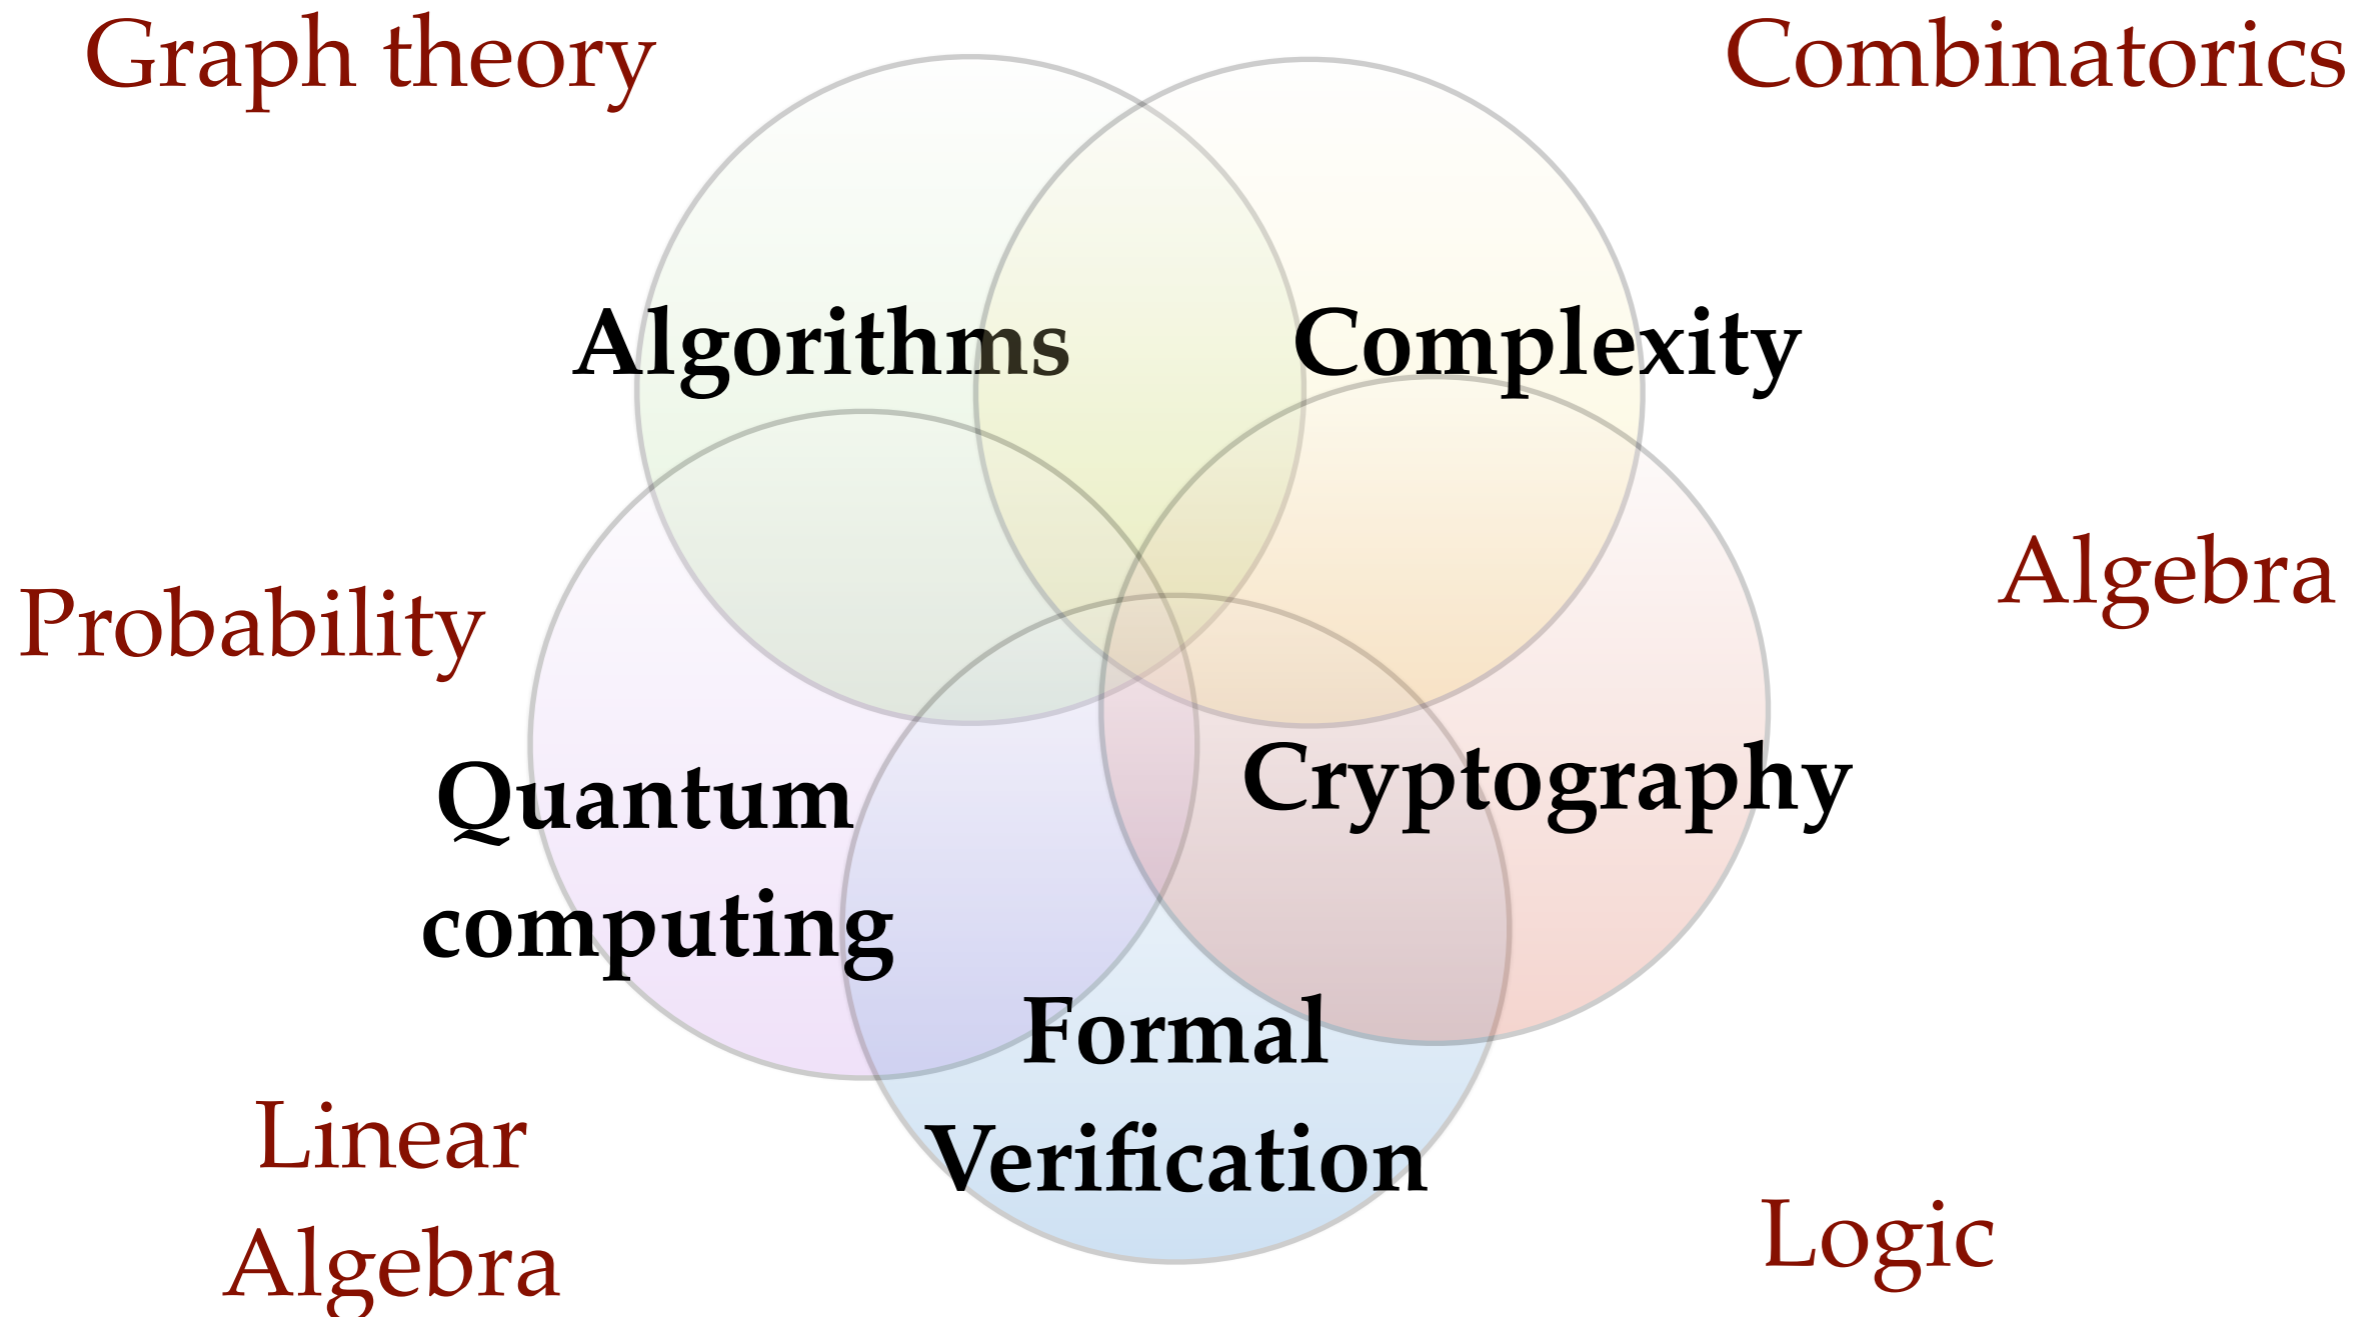 Graph theory
Combinatorics
Algorithms
Complexity
Algebra
Probability
Quantum
computing
Cryptography
Formal
Verification
Linear
Algebra
Logic